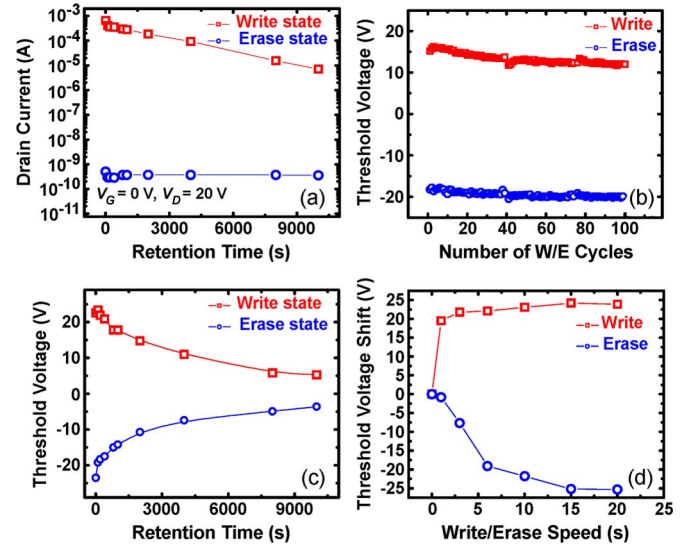 10⁻³
10⁻⁴
10⁻⁵
10⁻⁶
10⁻⁷
10⁻⁸
10⁻⁹
10⁻¹⁰
10⁻¹¹
Drain Current (A)
Write state
Erase state
V_G = 0 V, V_D = 20 V
(a)
0 3000 6000 9000
Retention Time (s)
20
15
10
0
-10
-20
Threshold Voltage (V)
Write
Erase
(b)
0 20 40 60 80 100 120
Number of W/E Cycles
20
10
0
-10
-20
Threshold Voltage (V)
Write state
Erase state
(c)
0 3000 6000 9000
Retention Time (s)
25
20
15
10
5
0
-5
-10
-15
-20
-25
Threshold Voltage Shift (V)
Write
Erase
(d)
0 5 10 15 20 25
Write/Erase Speed (s)